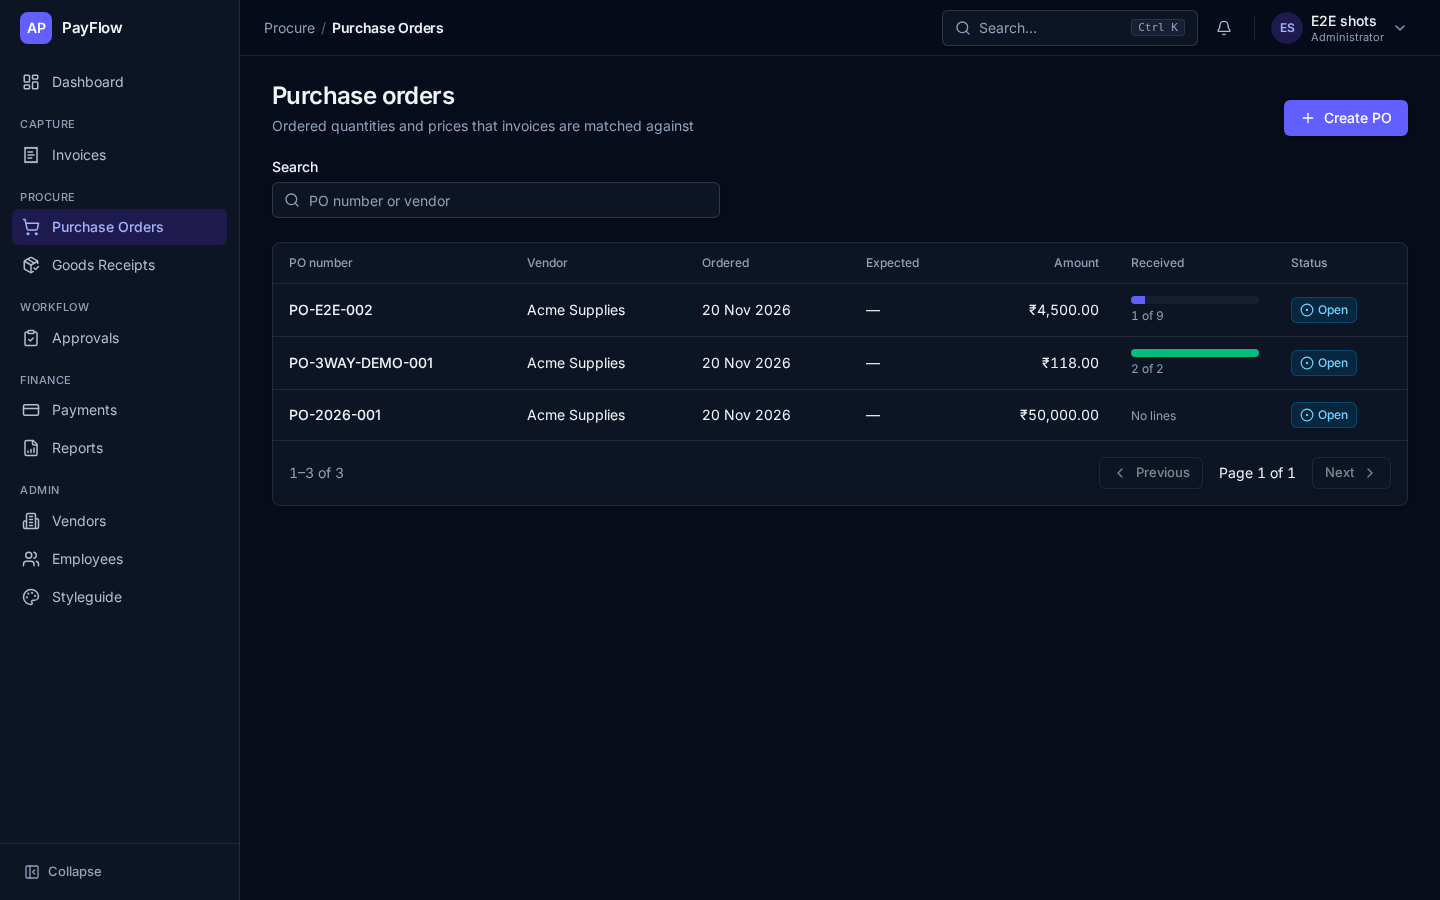 AP PayFlow
Procure / Purchase Orders
Search...
Ctrl K
ES
E2E shots
Administrator
Dashboard
CAPTURE
Invoices
PROCURE
Purchase Orders
Goods Receipts
WORKFLOW
Approvals
FINANCE
Payments
Reports
ADMIN
Vendors
Employees
Styleguide
Collapse
Purchase orders
Ordered quantities and prices that invoices are matched against
+ Create PO
Search
PO number or vendor
PO number Vendor Ordered Expected Amount Received Status
PO-E2E-002 Acme Supplies 20 Nov 2026 — ₹4,500.00 1 of 9 Open
PO-3WAY-DEMO-001 Acme Supplies 20 Nov 2026 — ₹118.00 2 of 2 Open
PO-2026-001 Acme Supplies 20 Nov 2026 — ₹50,000.00 No lines Open
1–3 of 3 Previous Page 1 of 1 Next